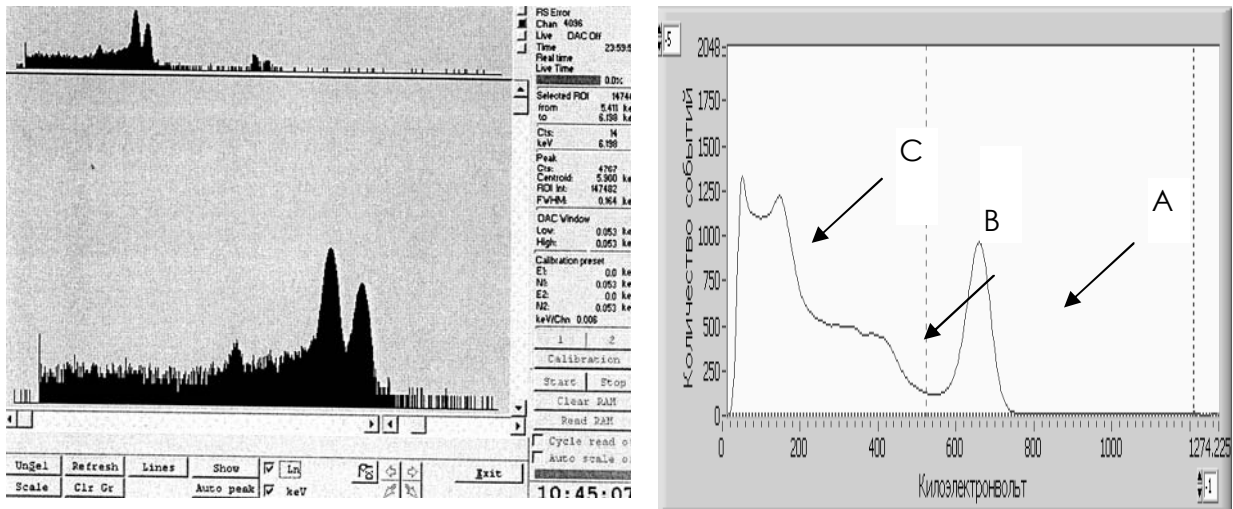 RS Error
Chan 4096
Live DAC Off
Time 23:59:5
Real time
Live Time
0.0%
Selected ROI 14748
from 5.411 ke
to 6.198 ke
Cts: 14
keV 6.198
Peak
Cts: 4767
Centroid: 5.900 ke
ROI Int: 147482
FWHM: 0.164 ke
DAC Window
Low: 0.053 ke
High: 0.053 ke
Calibration preset
E1: 0.0 ke
N1: 0.053 ke
E2: 0.0 ke
N2: 0.053 ke
keV/Chn 0.006
1 2
Calibration
Start Stop
Clear RAM
Read RAM
Cycle read o
Auto scale o
UnSel Refresh Lines Show Ln Exit
Scale Clr Gr Auto peak keV
10:45:07
-5
2048
1750
1500
1250
1000
750
500
250
0
Количество событий
C
B
A
0 200 400 600 800 1000 1274.225
Килоэлектронвольт
-1